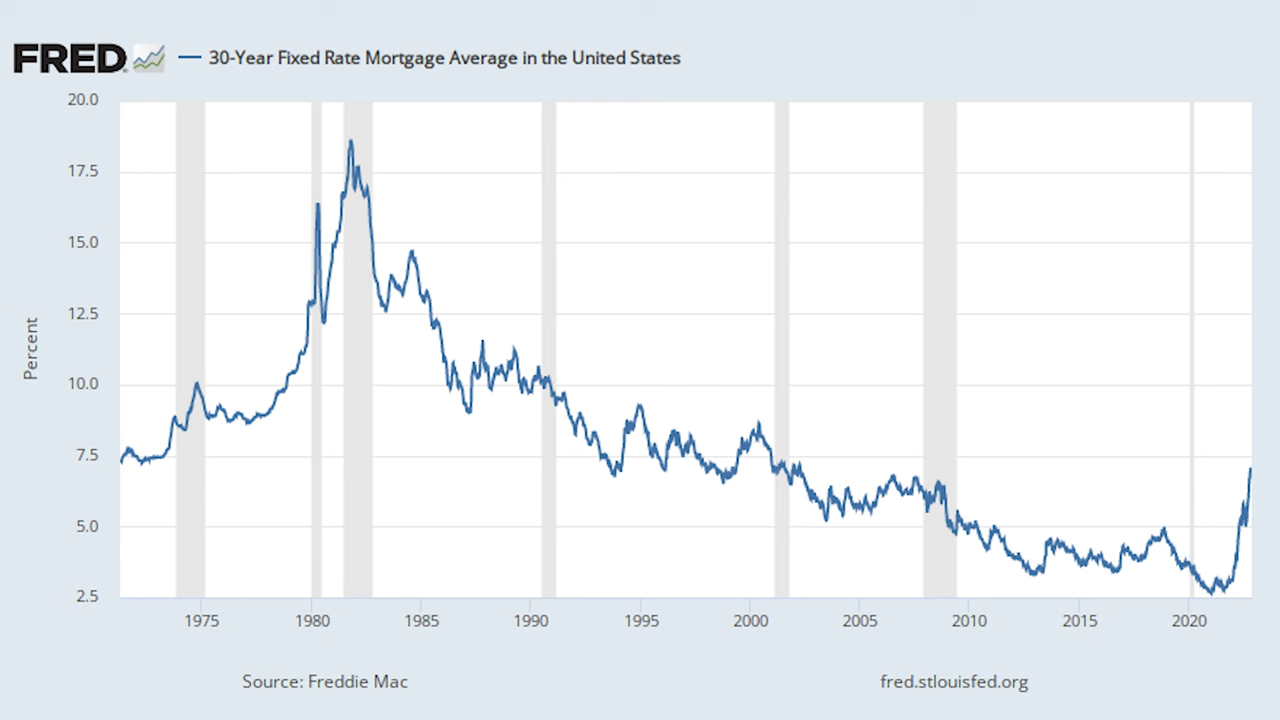 FRED 30-Year Fixed Rate Mortgage Average in the United States
20.0
17.5
15.0
12.5
10.0
7.5
5.0
2.5
Percent
1975 1980 1985 1990 1995 2000 2005 2010 2015 2020
Source: Freddie Mac fred.stlouisfed.org